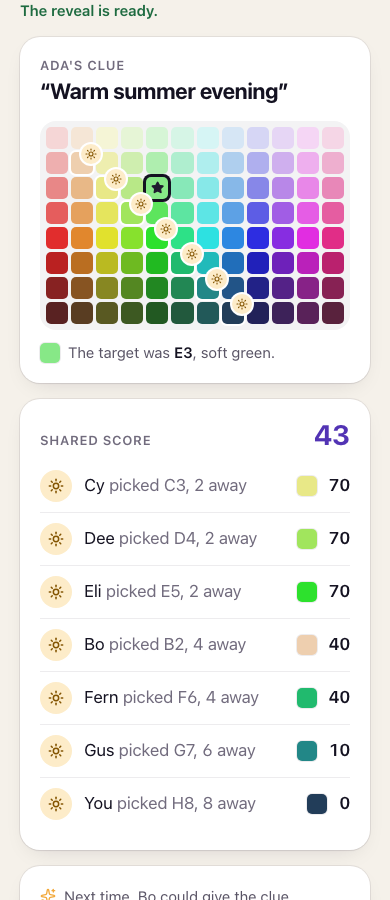 The reveal is ready.
ADA'S CLUE
“Warm summer evening”
The target was E3, soft green.
SHARED SCORE 43
Cy picked C3, 2 away 70
Dee picked D4, 2 away 70
Eli picked E5, 2 away 70
Bo picked B2, 4 away 40
Fern picked F6, 4 away 40
Gus picked G7, 6 away 10
You picked H8, 8 away 0
Next time, Bo could give the clue